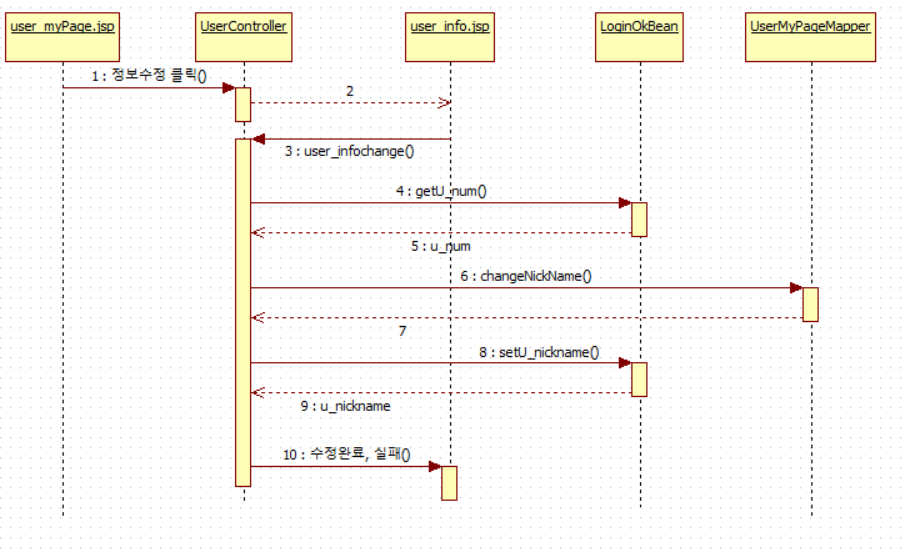 user_myPage.jsp
UserController
user_info.jsp
LoginOkBean
UserMyPageMapper
1 : 정보수정 클릭()
2
3 : user_infochange()
4 : getU_num()
5 : u_num
6 : changeNickName()
7
8 : setU_nickname()
9 : u_nickname
10 : 수정완료, 실패()